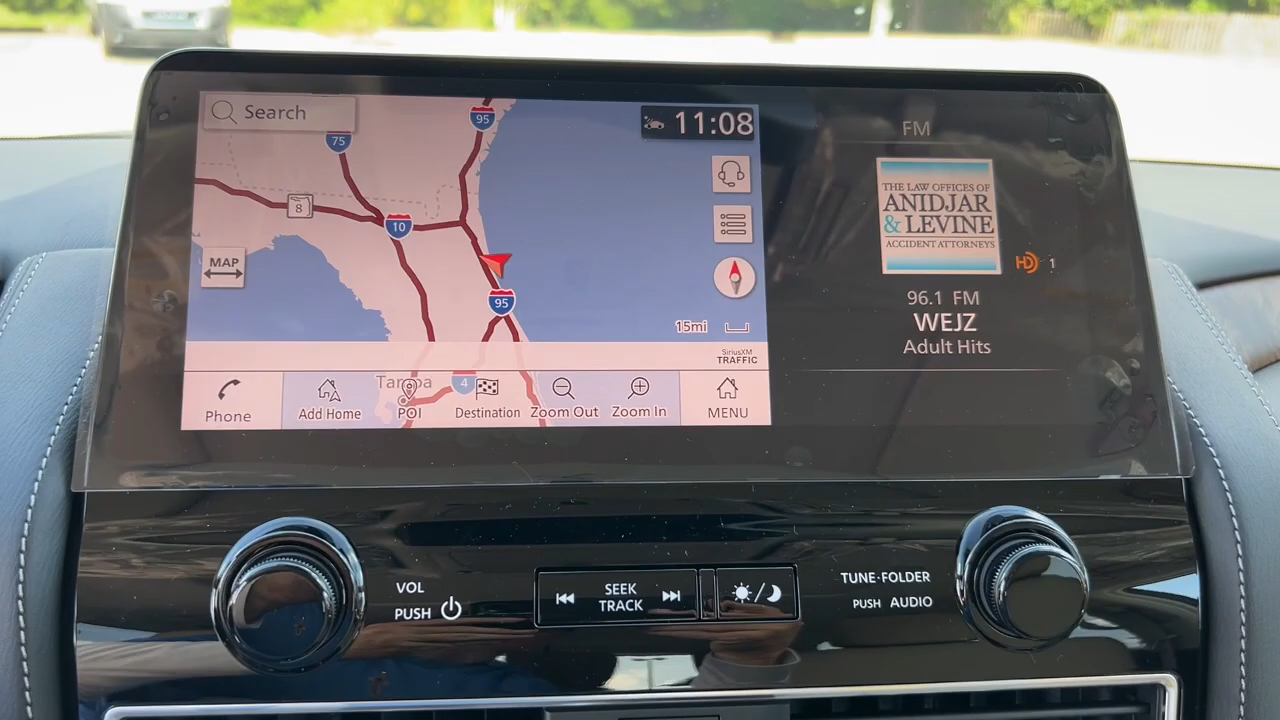 Search
75
95
11:08
8
10
MAP
95
15mi
SiriusXM
TRAFFIC
Tampa
4
Phone
Add Home
POI
Destination
Zoom Out
Zoom In
MENU
FM
THE LAW OFFICES OF
ANIDJAR
& LEVINE
ACCIDENT ATTORNEYS
HD 1
96.1 FM
WEJZ
Adult Hits
VOL
PUSH
SEEK
TRACK
TUNE·FOLDER
PUSH AUDIO